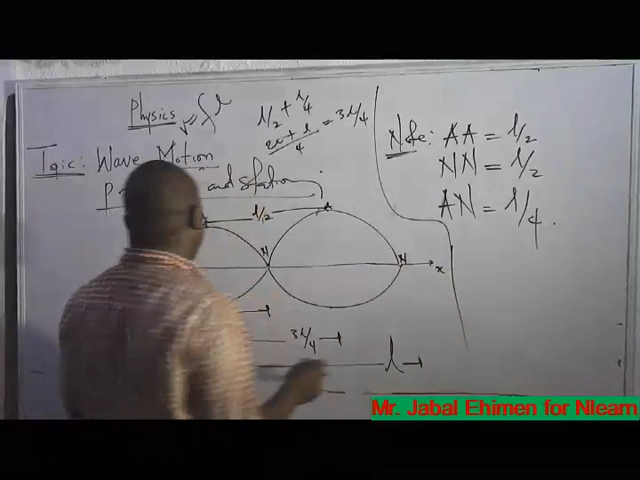 Physics
λ/2 + λ/4
2λ + λ / 4 = 3λ/4
Topic: Wave Motion
and station
A λ/2 A
N N x
3λ/4
λ
Note: AA = λ/2
NN = λ/2
AN = λ/4.
Mr. Jabal Ehimen for Nlearn